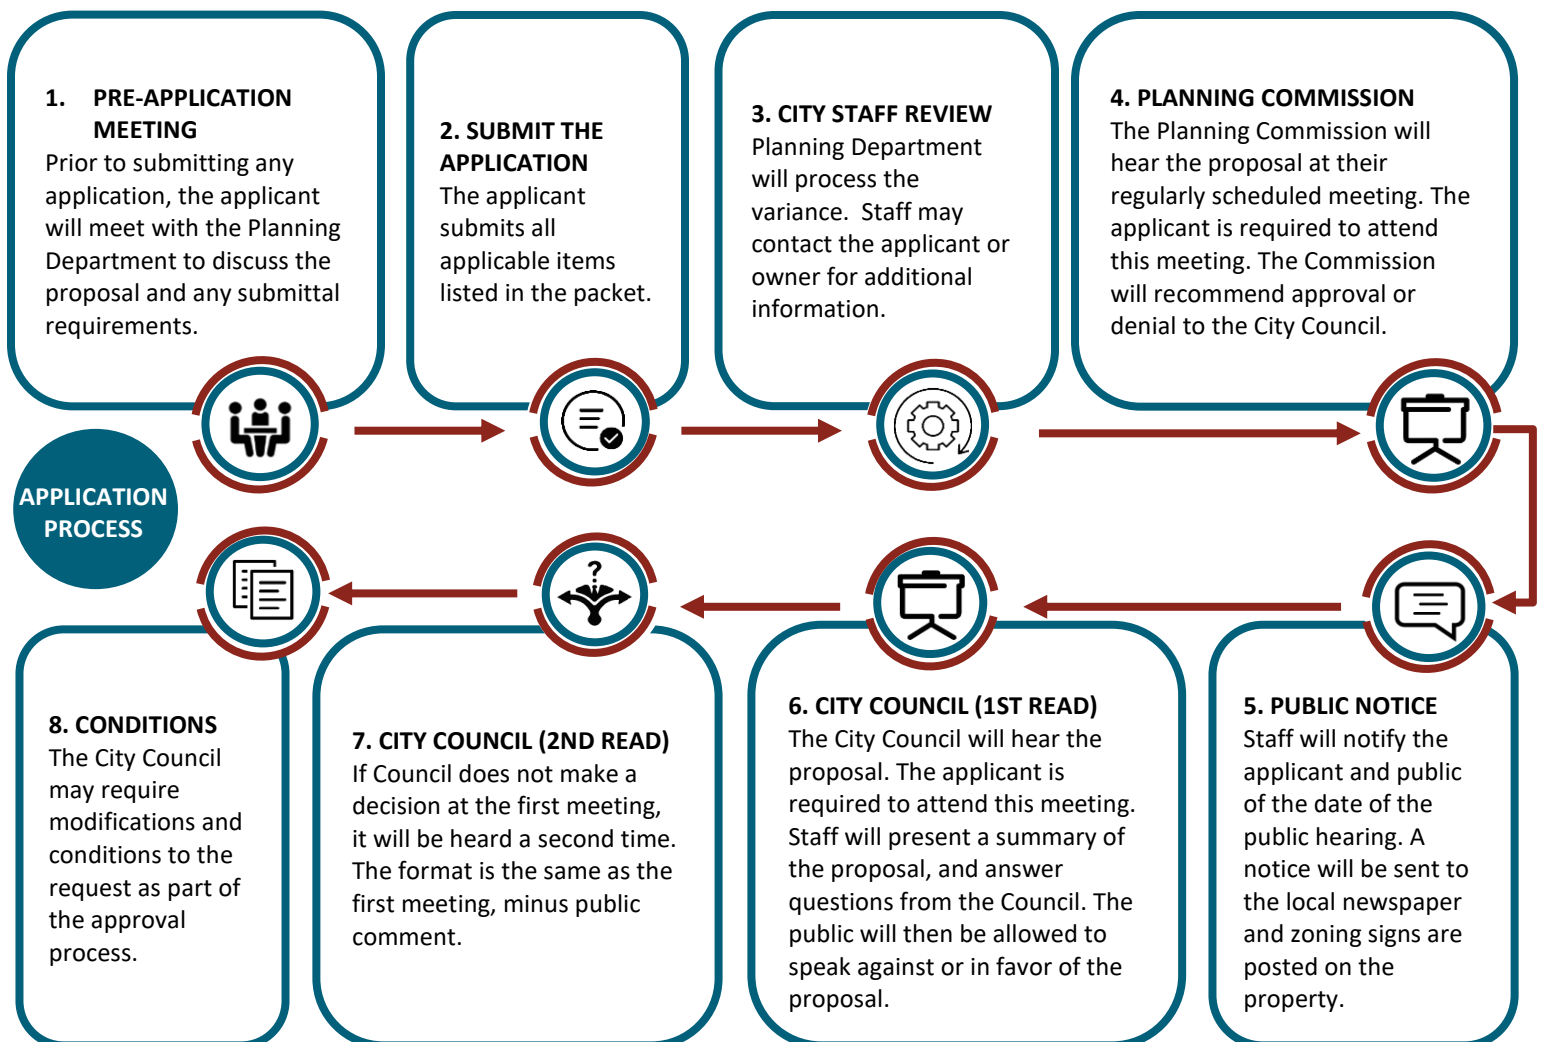 1. PRE-APPLICATION
MEETING
Prior to submitting any
application, the applicant
will meet with the Planning
Department to discuss the
proposal and any submittal
requirements.
2. SUBMIT THE
APPLICATION
The applicant
submits all
applicable items
listed in the packet.
3. CITY STAFF REVIEW
Planning Department
will process the
variance. Staff may
contact the applicant or
owner for additional
information.
4. PLANNING COMMISSION
The Planning Commission will
hear the proposal at their
regularly scheduled meeting. The
applicant is required to attend
this meeting. The Commission
will recommend approval or
denial to the City Council.
APPLICATION
PROCESS
?
5. PUBLIC NOTICE
Staff will notify the
applicant and public
of the date of the
public hearing. A
notice will be sent to
the local newspaper
and zoning signs are
posted on the
property.
6. CITY COUNCIL (1ST READ)
The City Council will hear the
proposal. The applicant is
required to attend this meeting.
Staff will present a summary of
the proposal, and answer
questions from the Council. The
public will then be allowed to
speak against or in favor of the
proposal.
7. CITY COUNCIL (2ND READ)
If Council does not make a
decision at the first meeting,
it will be heard a second time.
The format is the same as the
first meeting, minus public
comment.
8. CONDITIONS
The City Council
may require
modifications and
conditions to the
request as part of
the approval
process.